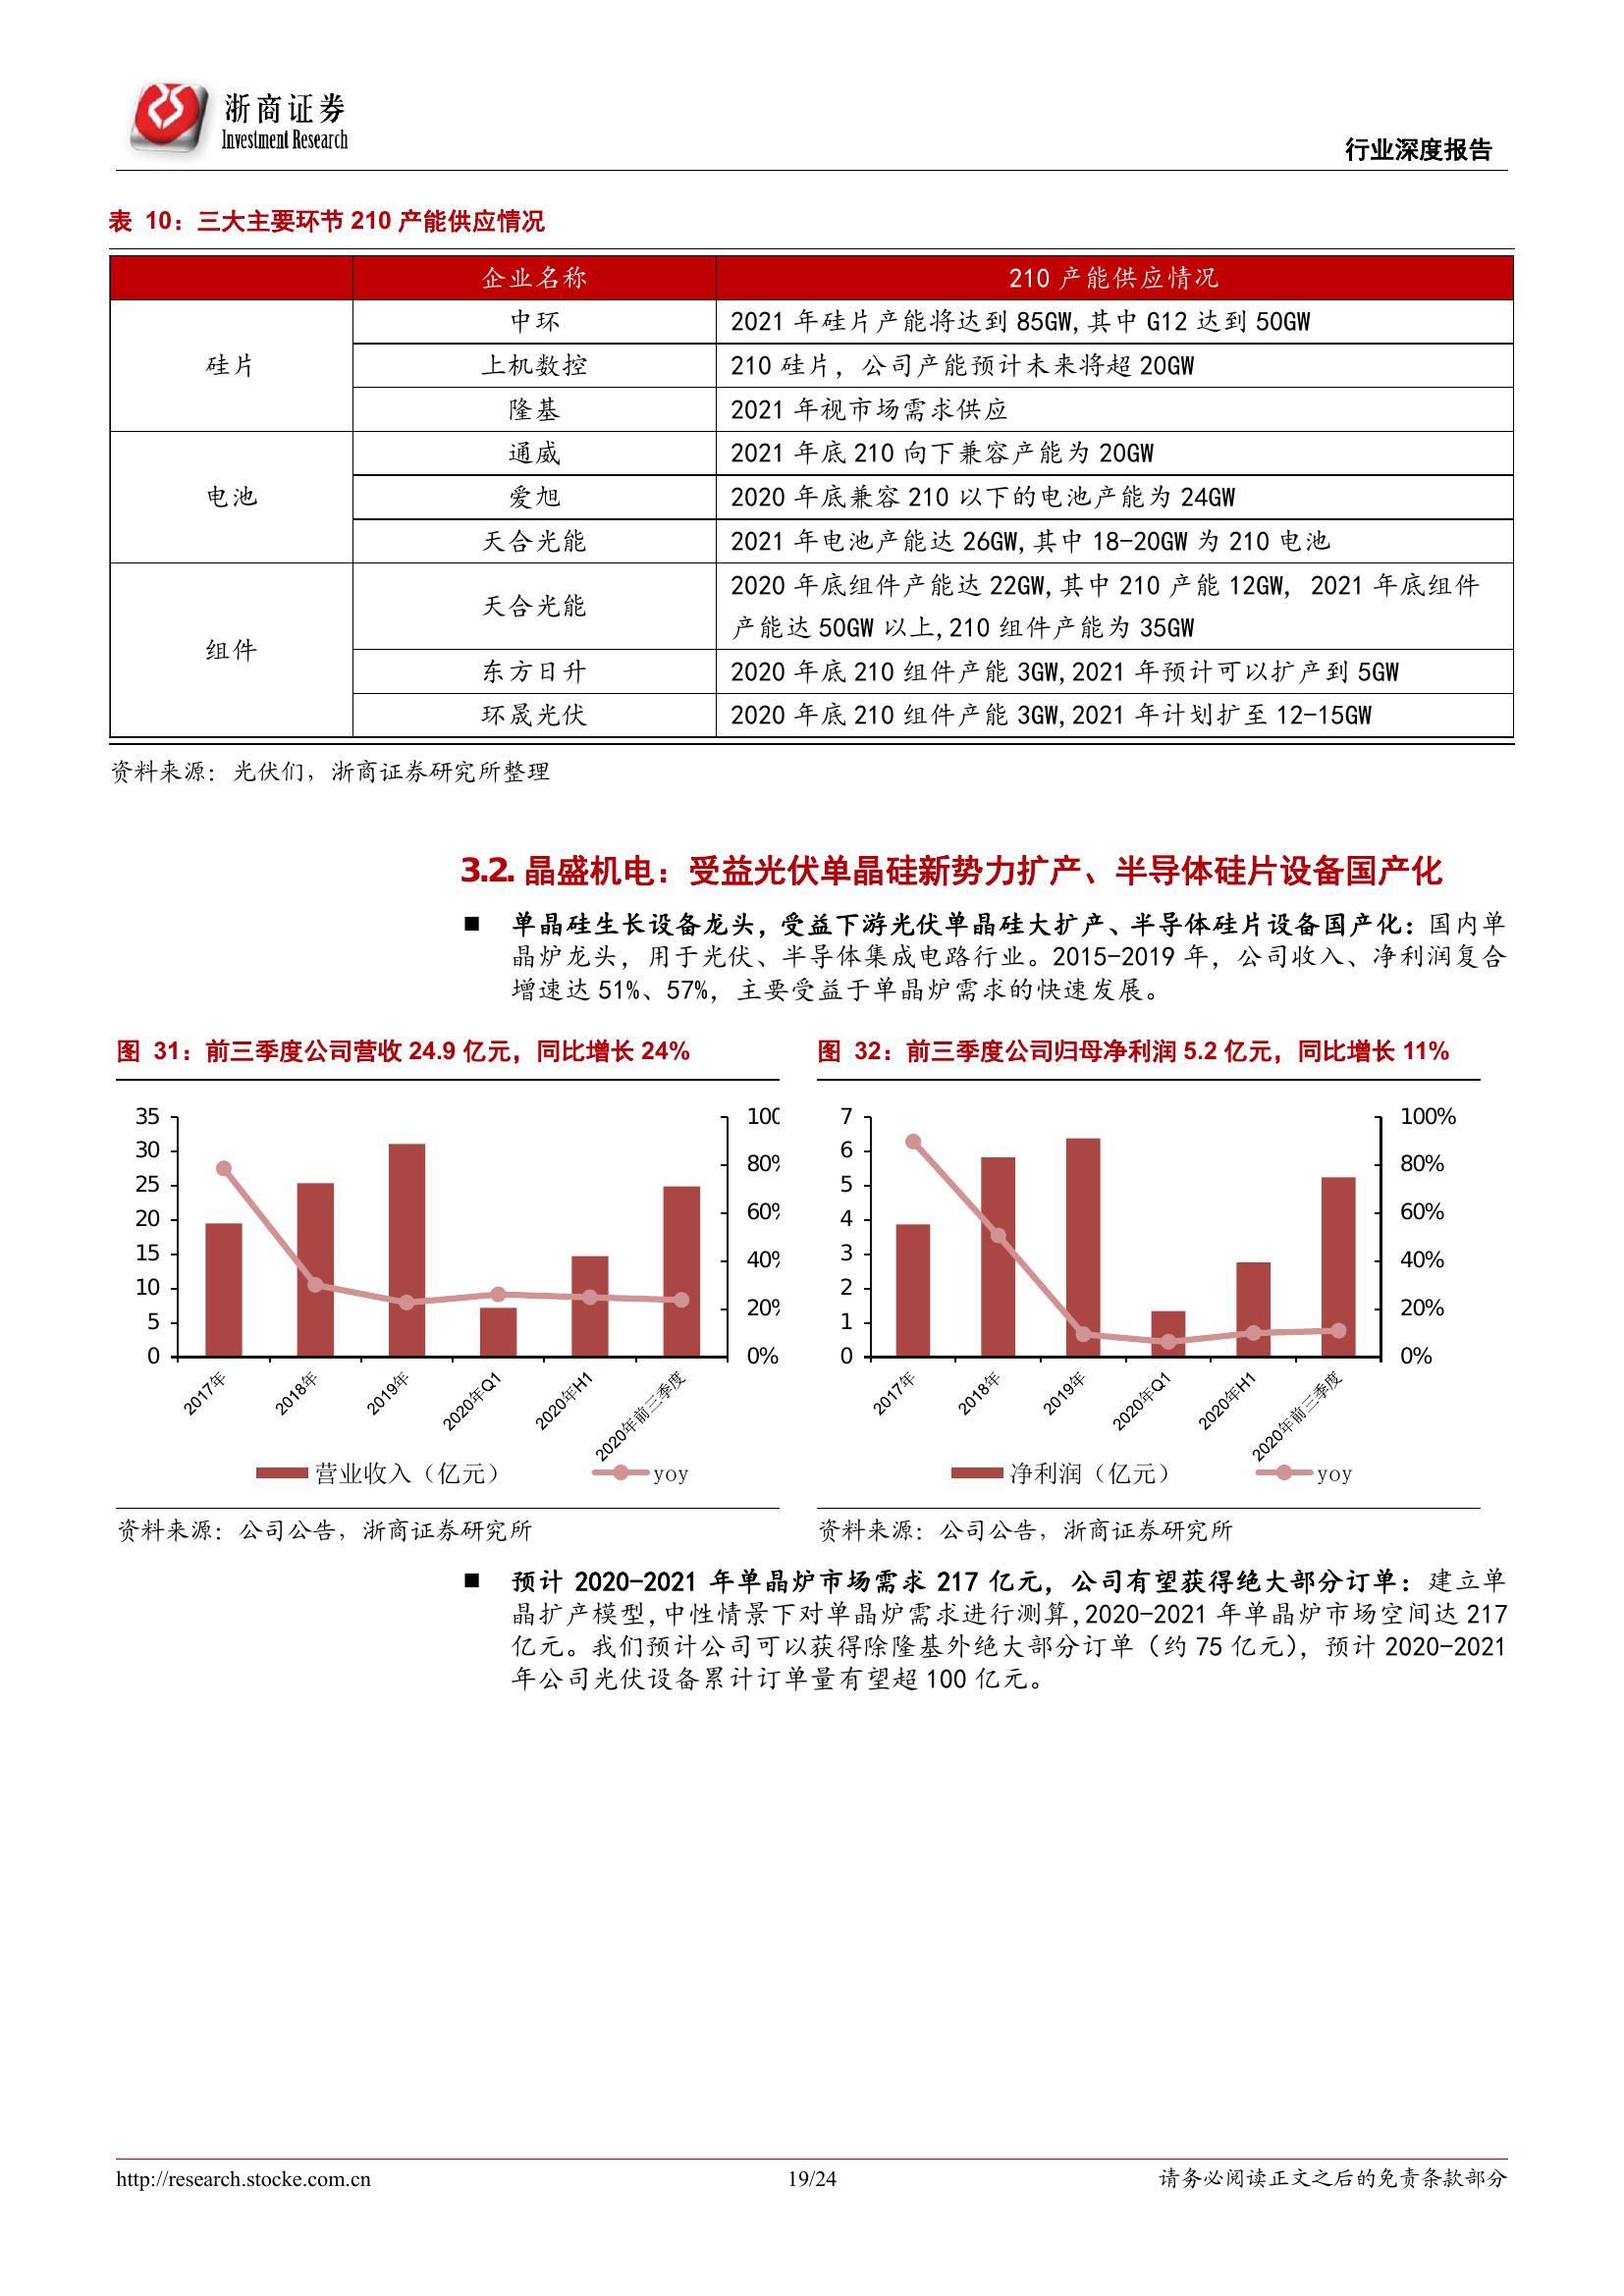 浙商证券
Investment Research
行业深度报告
表 10：三大主要环节 210 产能供应情况
企业名称 210 产能供应情况
硅片
中环 2021 年硅片产能将达到 85GW,其中 G12 达到 50GW
上机数控 210 硅片，公司产能预计未来将超 20GW
隆基 2021 年视市场需求供应
电池
通威 2021 年底 210 向下兼容产能为 20GW
爱旭 2020 年底兼容 210 以下的电池产能为 24GW
天合光能 2021 年电池产能达 26GW,其中 18-20GW 为 210 电池
组件
天合光能 2020 年底组件产能达 22GW,其中 210 产能 12GW, 2021 年底组件
产能达 50GW 以上,210 组件产能为 35GW
东方日升 2020 年底 210 组件产能 3GW,2021 年预计可以扩产到 5GW
环晟光伏 2020 年底 210 组件产能 3GW,2021 年计划扩至 12-15GW
资料来源：光伏们，浙商证券研究所整理
3.2. 晶盛机电：受益光伏单晶硅新势力扩产、半导体硅片设备国产化
■ 单晶硅生长设备龙头，受益下游光伏单晶硅大扩产、半导体硅片设备国产化：国内单
晶炉龙头，用于光伏、半导体集成电路行业。2015-2019 年，公司收入、净利润复合
增速达 51%、57%，主要受益于单晶炉需求的快速发展。
图 31：前三季度公司营收 24.9 亿元，同比增长 24%
35
30
25
20
15
10
5
0
100
80%
60%
40%
20%
0%
2017年
2018年
2019年
2020年Q1
2020年H1
2020年前三季度
营业收入（亿元） yoy
资料来源：公司公告，浙商证券研究所
图 32：前三季度公司归母净利润 5.2 亿元，同比增长 11%
7
6
5
4
3
2
1
0
100%
80%
60%
40%
20%
0%
2017年
2018年
2019年
2020年Q1
2020年H1
2020年前三季度
净利润（亿元） yoy
资料来源：公司公告，浙商证券研究所
■ 预计 2020-2021 年单晶炉市场需求 217 亿元，公司有望获得绝大部分订单：建立单
晶扩产模型,中性情景下对单晶炉需求进行测算,2020-2021 年单晶炉市场空间达 217
亿元。我们预计公司可以获得除隆基外绝大部分订单（约 75 亿元），预计 2020-2021
年公司光伏设备累计订单量有望超 100 亿元。
http://research.stocke.com.cn 19/24 请务必阅读正文之后的免责条款部分